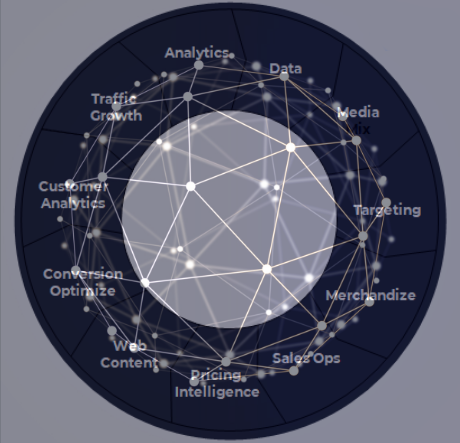 Analytics
Data
Media
Mix
Targeting
Merchandize
Sales Ops
Pricing
Intelligence
Web
Content
Conversion
Optimize
Customer
Analytics
Traffic
Growth